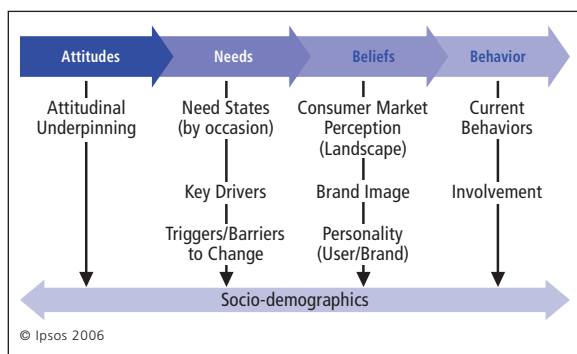 Attitudes
Needs
Beliefs
Behavior
Attitudinal
Underpinning
Need States
(by occasion)
Key Drivers
Triggers/Barriers
to Change
Consumer Market
Perception
(Landscape)
Brand Image
Personality
(User/Brand)
Current
Behaviors
Involvement
Socio-demographics
© Ipsos 2006